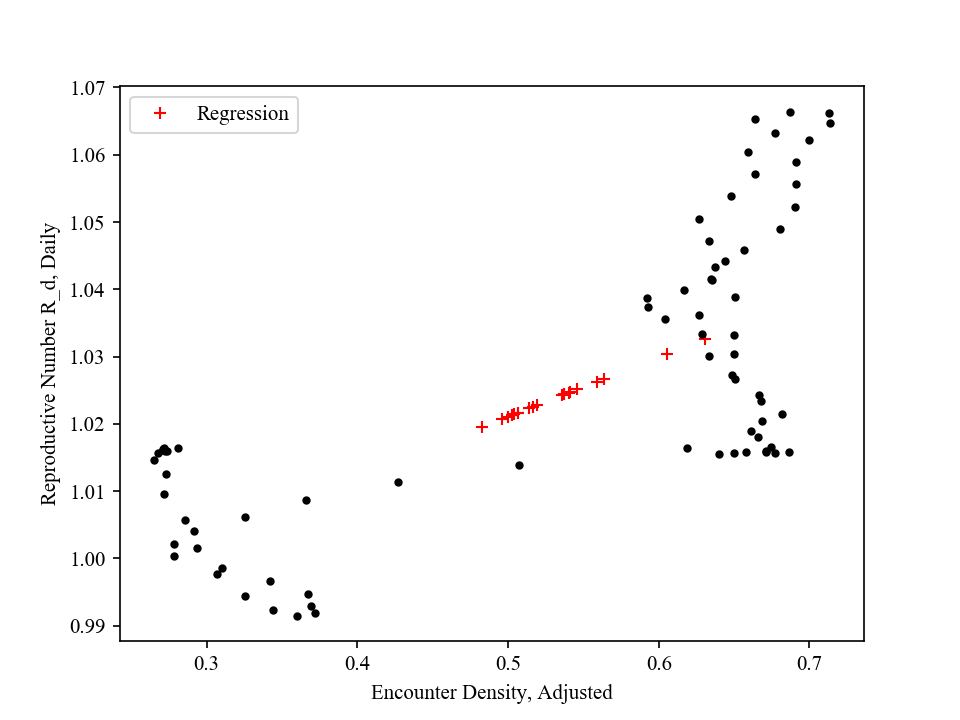 Regression
1.07
1.06
1.05
1.04
1.03
1.02
1.01
1.00
0.99
Reproductive Number R_d, Daily
0.3 0.4 0.5 0.6 0.7
Encounter Density, Adjusted